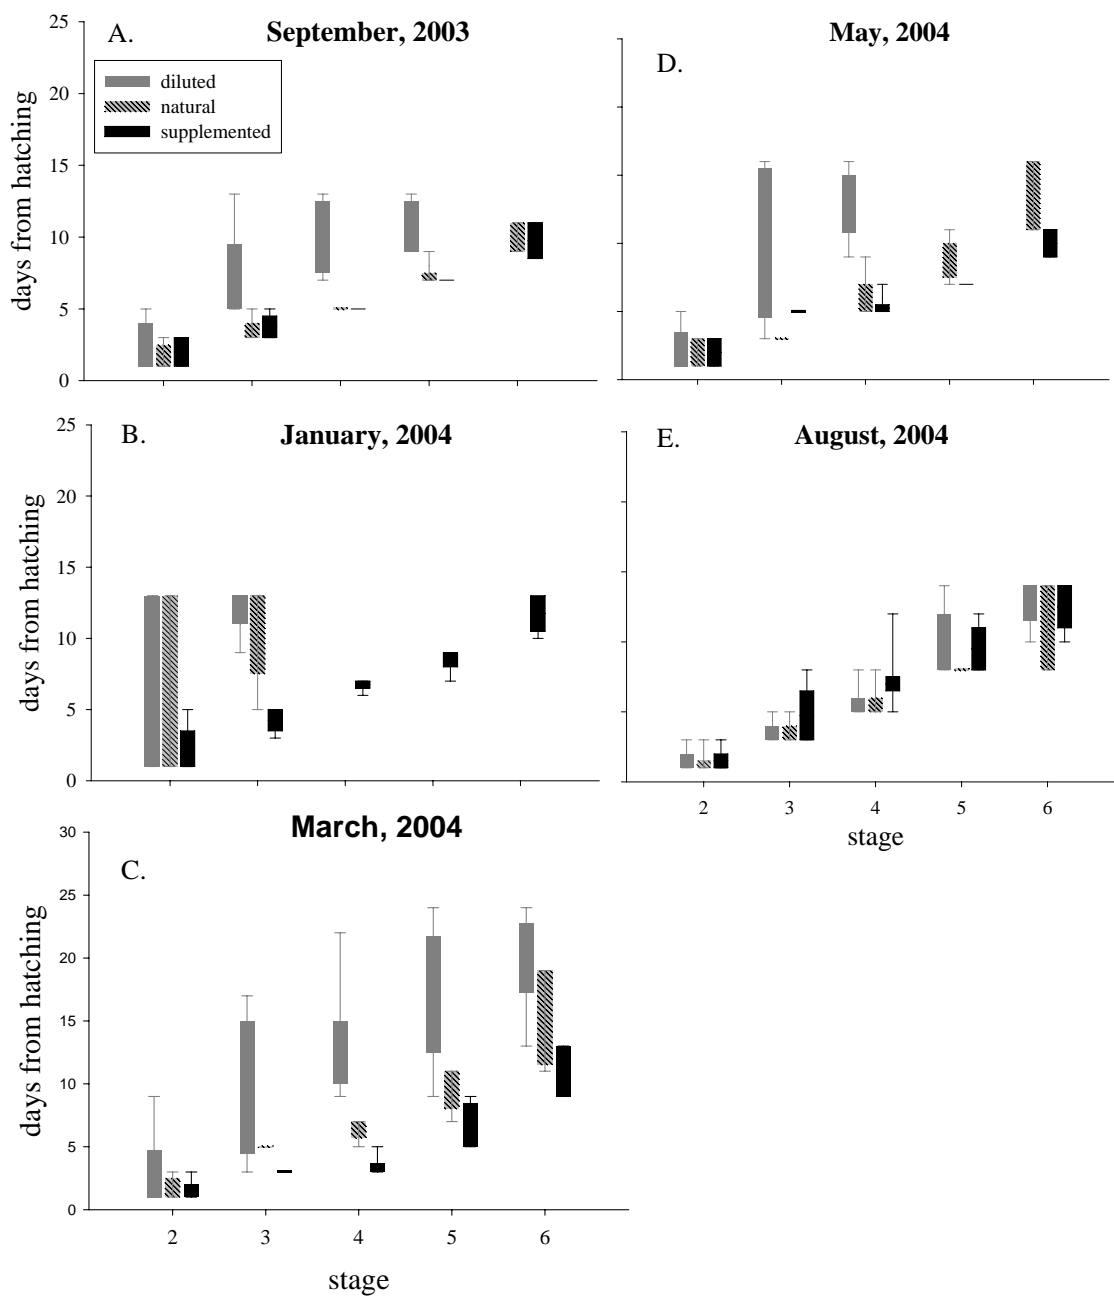 A.
September, 2003
diluted
natural
supplemented
25
20
15
10
5
0
days from hatching
D.
May, 2004
B.
January, 2004
25
20
15
10
5
0
days from hatching
E.
August, 2004
2 3 4 5 6
stage
C.
March, 2004
30
25
20
15
10
5
0
days from hatching
2 3 4 5 6
stage